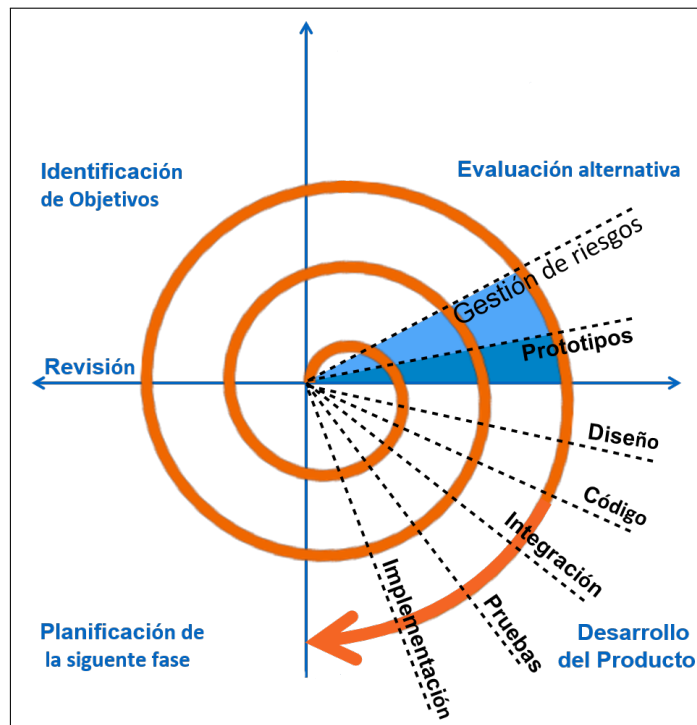 Identificación
de Objetivos
Evaluación alternativa
Gestión de riesgos
Prototipos
Revisión
Diseño
Código
Integración
Pruebas
Implementación
Planificación de
la siguente fase
Desarrollo
del Producto